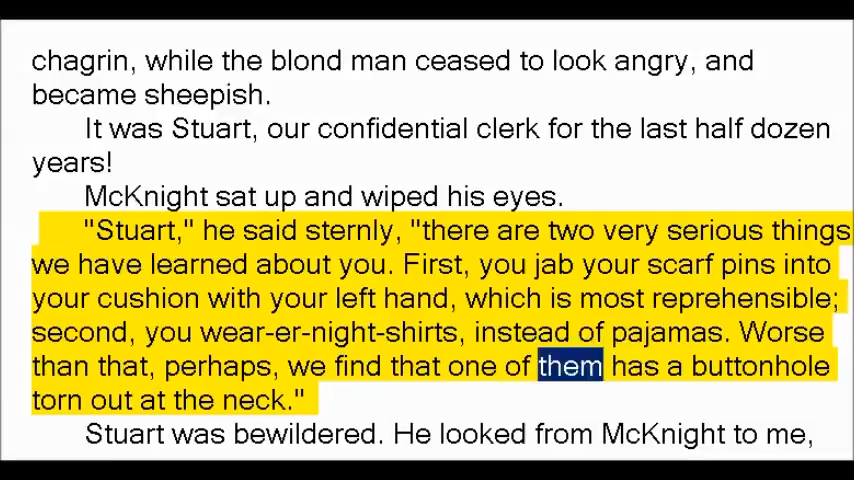 chagrin, while the blond man ceased to look angry, and
became sheepish.
It was Stuart, our confidential clerk for the last half dozen
years!
McKnight sat up and wiped his eyes.
"Stuart," he said sternly, "there are two very serious things
we have learned about you. First, you jab your scarf pins into
your cushion with your left hand, which is most reprehensible;
second, you wear-er-night-shirts, instead of pajamas. Worse
than that, perhaps, we find that one of them has a buttonhole
torn out at the neck."
Stuart was bewildered. He looked from McKnight to me,